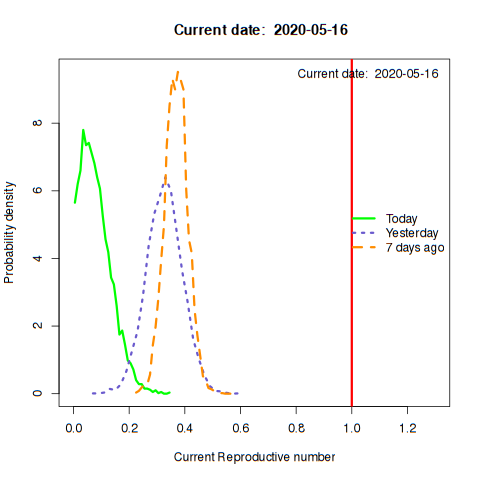 Current date:  2020-05-16
Current date:  2020-05-16
Probability density
8
6
4
2
0
Today
Yesterday
7 days ago
0.0 0.2 0.4 0.6 0.8 1.0 1.2
Current Reproductive number